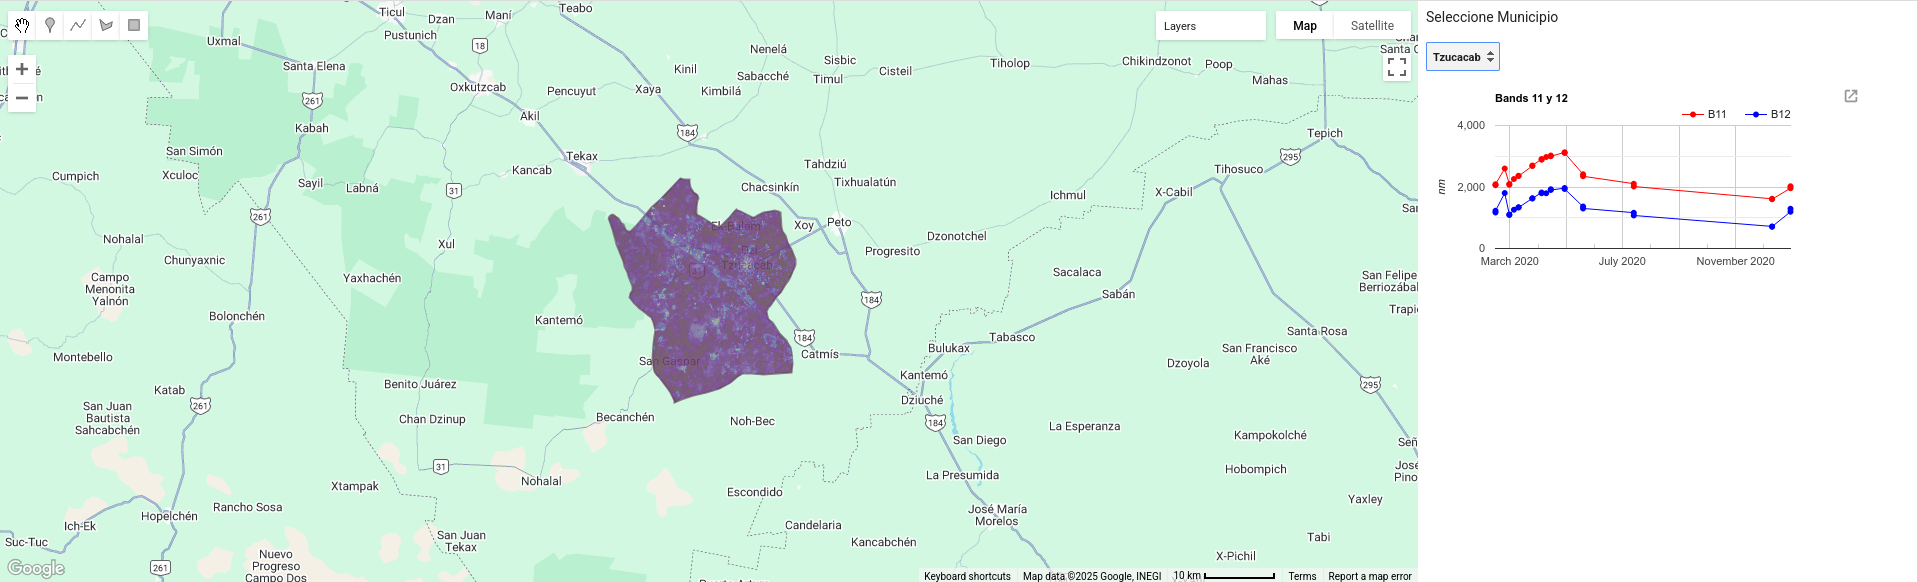 Ticul
Dzan
Maní
Teabo
Pustunich
Uxmal
18
Santa Elena
Oxkutzcab
261
Kabah
Akil
Pencuyut
Xaya
Kinil
Nenelá
Sabacché
Kimbilá
Sisbic
Timul
Cisteil
Tiholop
Chikindzonot
Poop
Mahas
Layers
Map
Satellite
Santa
184
Tepich
295
San Simón
Xculoc
Cumpich
Sayil
Labná
31
Kancab
Tekax
Tahdziú
Tixhualatún
Chacsinkín
Tihosuco
X-Cabil
Ichmul
261
Xoy
Peto
Ek-Balam
Tzucacab
Progresito
Dzonotchel
Nohalal
Xul
Chunyaxnic
Campo
Menonita
Yalnón
Yaxhachén
Sacalaca
Sabán
San Felipe
Bolonchén
Kantemó
184
184
Catmís
Tabasco
Bulukax
Santa Rosa
Montebello
San Gaspar
San Francisco
Aké
Dzoyola
Katab
Benito Juárez
Kantemó
Dziuché
295
San Juan
Bautista
Sahcabchén
261
Chan Dzinup
Becanchén
Noh-Bec
184
San Diego
La Esperanza
Kampokolché
31
Nohalal
La Presumida
Hobompich
Xtampak
Escondido
Yaxley
Hopelchén
Rancho Sosa
José María
Morelos
Ich-Ek
Candelaria
Suc-Tuc
San Juan
Tekax
Kancabchén
Tabi
Nuevo
Progreso
Campo Dos
261
X-Pichil
Google
Keyboard shortcuts
Map data ©2025 Google, INEGI
10 km
Terms
Report a map error
Seleccione Municipio
Tzucacab
Bands 11 y 12
B11
B12
4,000
2,000
0
nm
March 2020
July 2020
November 2020